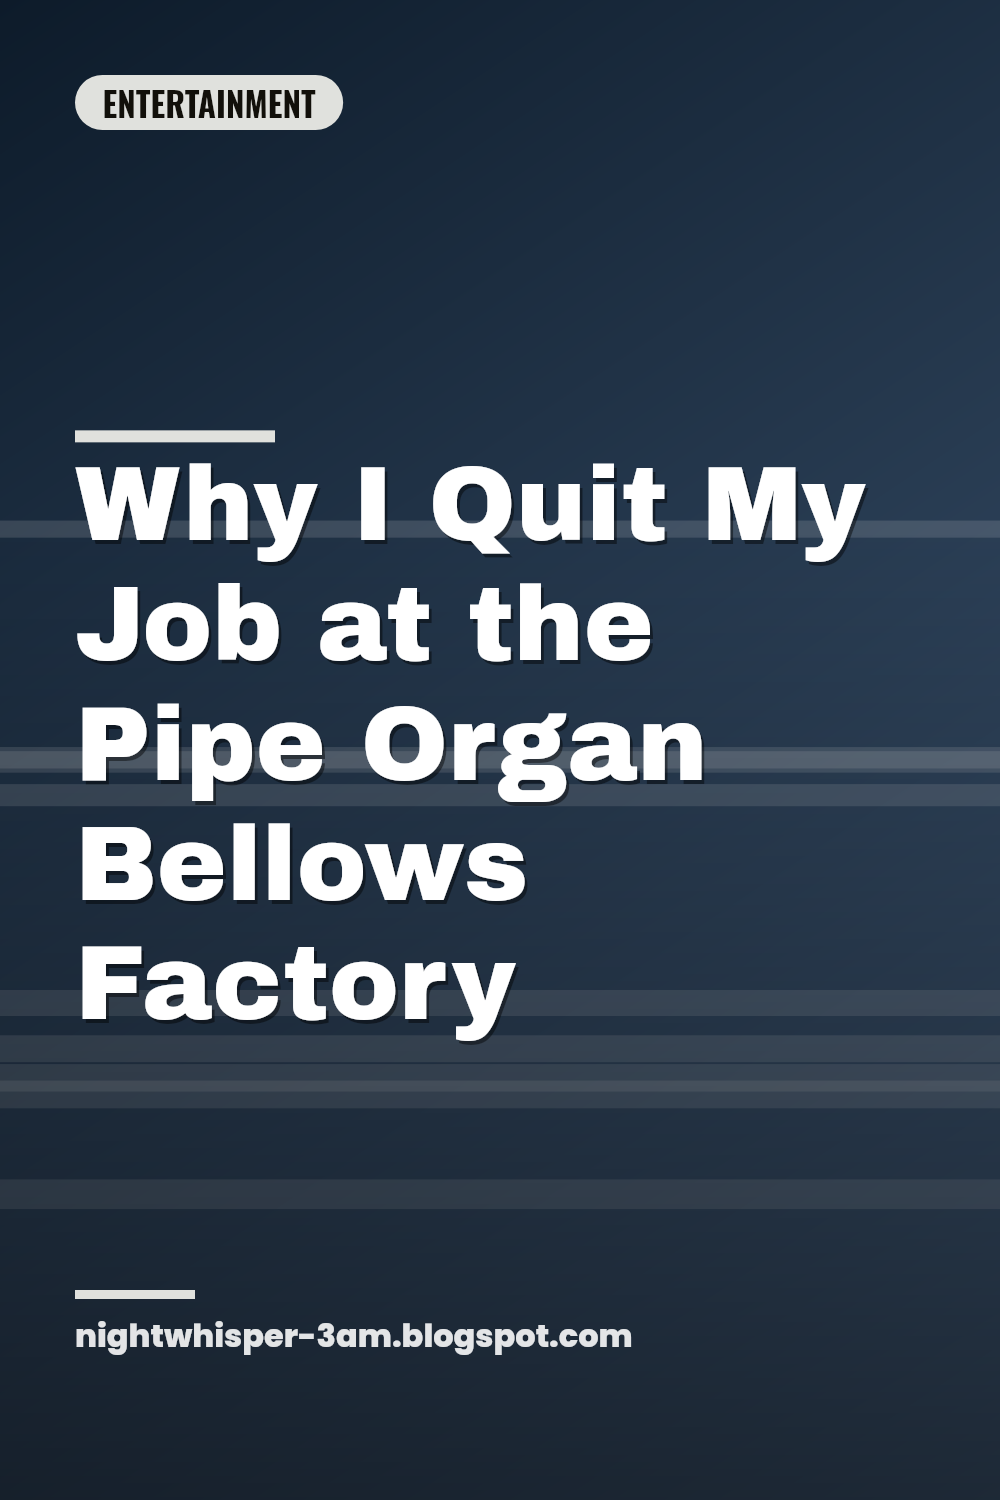 ENTERTAINMENT
Why I Quit My
Job at the
Pipe Organ
Bellows
Factory
nightwhisper-3am.blogspot.com